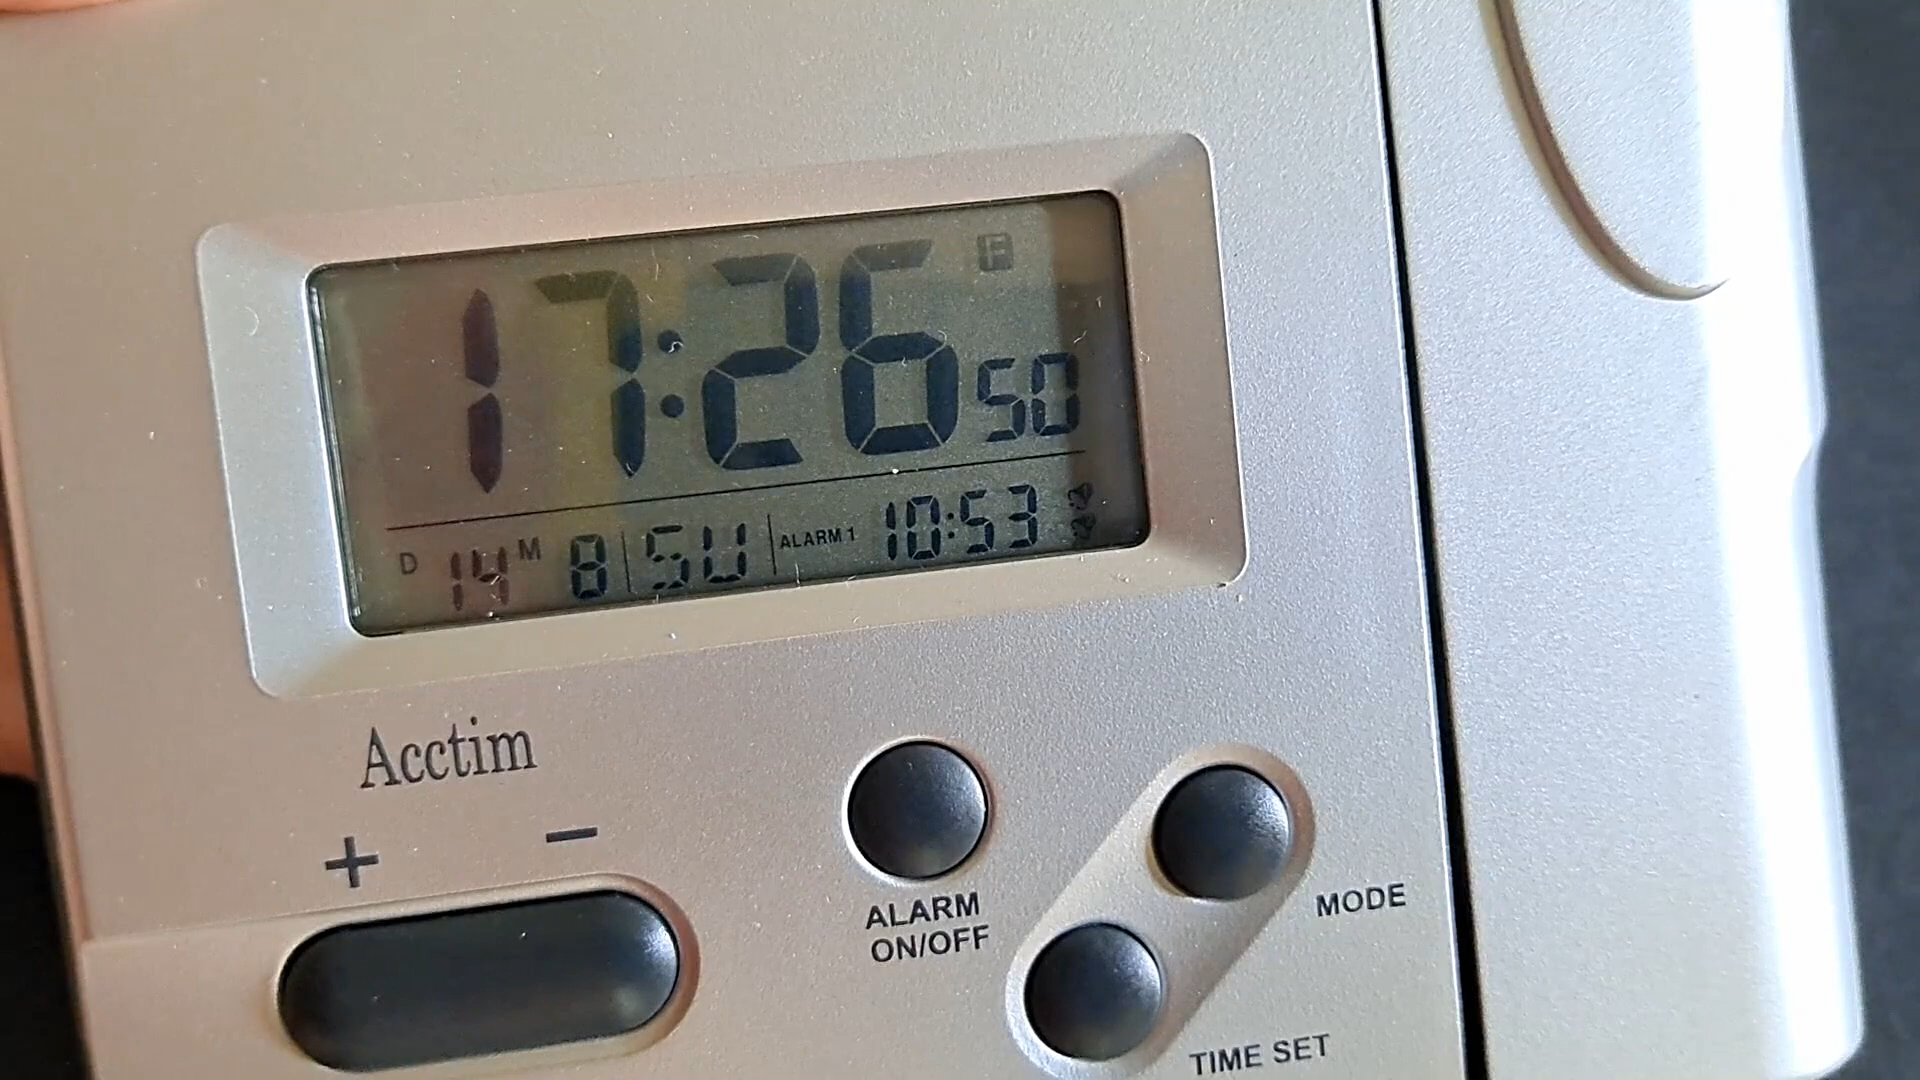 F
17:26 50
D 14 M 8 SU ALARM 1 10:53
Acctim
+ −
ALARM
ON/OFF
MODE
TIME SET